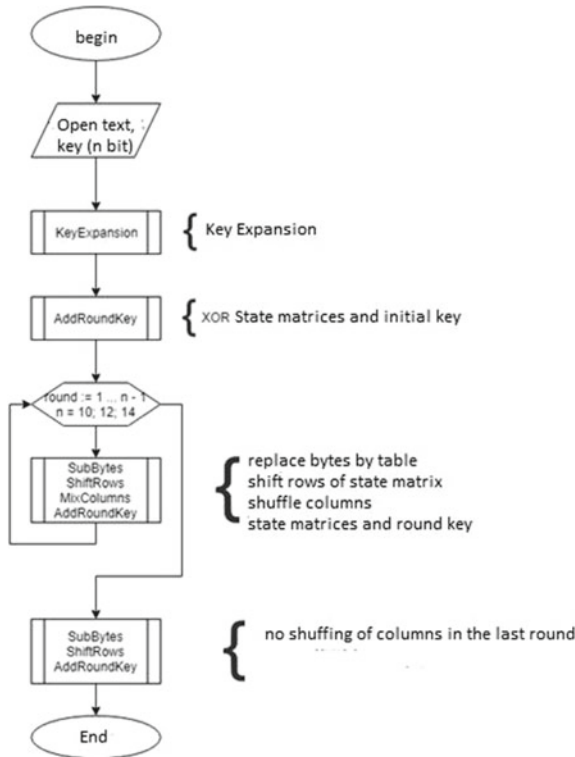 begin
Open text,
key (n bit)
KeyExpansion
Key Expansion
AddRoundKey
XOR State matrices and initial key
round := 1 ... n - 1
n = 10; 12; 14
SubBytes
ShiftRows
MixColumns
AddRoundKey
replace bytes by table
shift rows of state matrix
shuffle columns
state matrices and round key
SubBytes
ShiftRows
AddRoundKey
no shuffing of columns in the last round
End